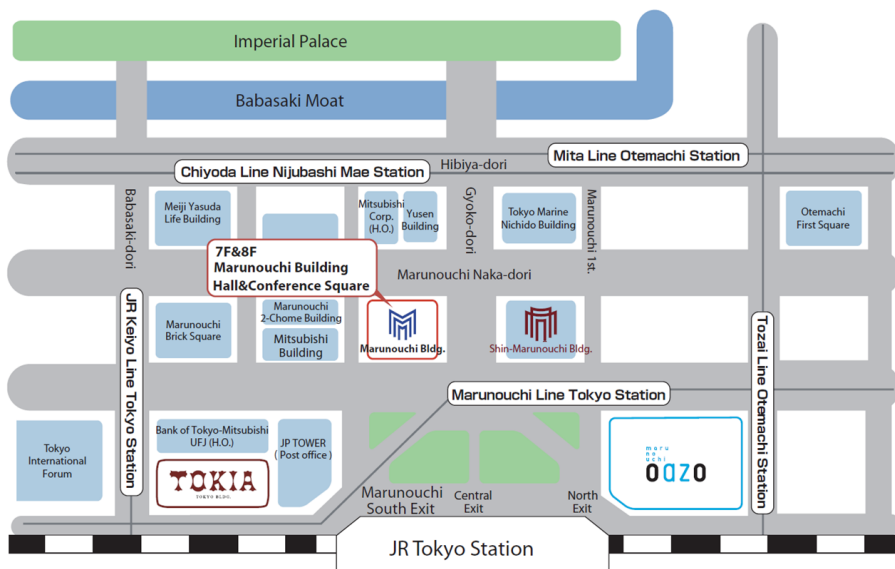 Imperial Palace
Babasaki Moat
Mita Line Otemachi Station
Hibiya-dori
Chiyoda Line Nijubashi Mae Station
Babasaki-dori
Meiji Yasuda
Life Building
Mitsubishi
Corp.
(H.O.)
Yusen
Building
Gyoko-dori
Tokyo Marine
Nichido Building
Marunouchi 1st.
Otemachi
First Square
7F&8F
Marunouchi Building
Hall&Conference Square
Marunouchi Naka-dori
JR Keiyo Line Tokyo Station
Marunouchi
Brick Square
Marunouchi
2-Chome Building
Mitsubishi
Building
Marunouchi Bldg.
Shin-Marunouchi Bldg.
Tozai Line Otemachi Station
Marunouchi Line Tokyo Station
Tokyo
International
Forum
Bank of Tokyo-Mitsubishi
UFJ (H.O.)
TOKIA
TOKYO BLDG.
JP TOWER
( Post office )
Marunouchi
South Exit
Central
Exit
North
Exit
maru
no
uchi
oazo
JR Tokyo Station